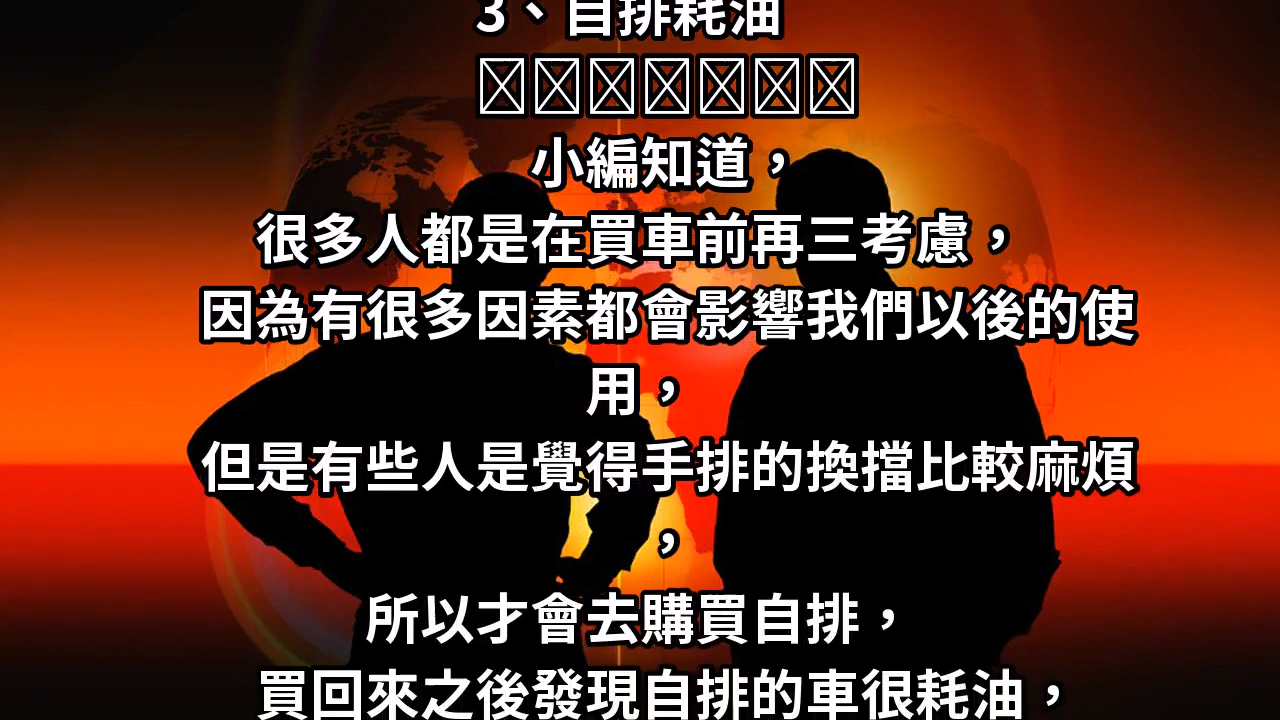 3、自排耗油
小編知道，
很多人都是在買車前再三考慮，
因為有很多因素都會影響我們以後的使
用，
但是有些人是覺得手排的換擋比較麻煩
，
所以才會去購買自排，
買回來之後發現自排的車很耗油，